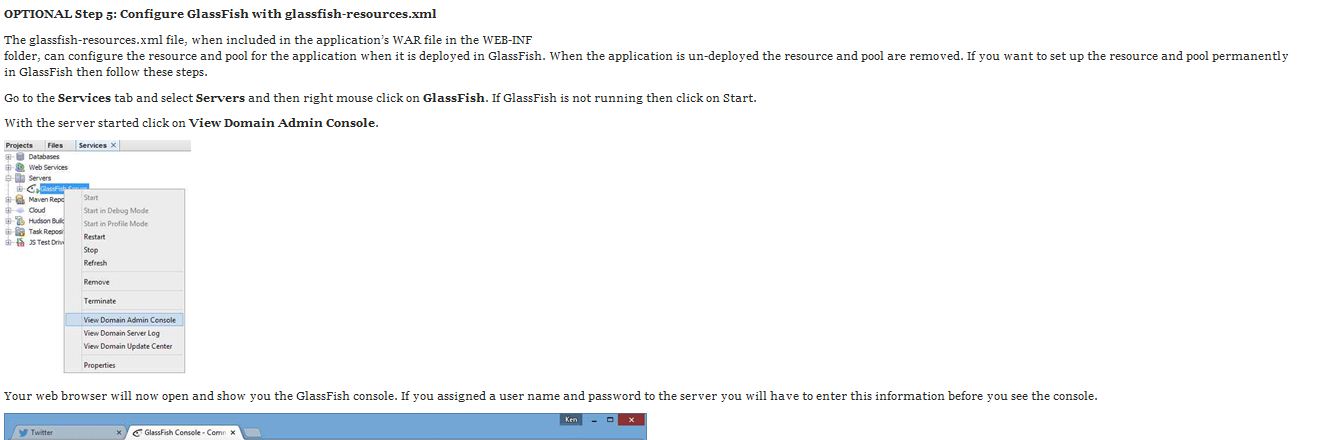 OPTIONAL Step 5: Configure GlassFish with glassfish-resources.xml
The glassfish-resources.xml file, when included in the application's WAR file in the WEB-INF
folder, can configure the resource and pool for the application when it is deployed in GlassFish. When the application is un-deployed the resource and pool are removed. If you want to set up the resource and pool permanently
in GlassFish then follow these steps.
Go to the Services tab and select Servers and then right mouse click on GlassFish. If GlassFish is not running then click on Start.
With the server started click on View Domain Admin Console.
Projects Files Services
Databases
Web Services
Servers
GlassFish
Maven Repo
Cloud
Hudson Buil
Task Reposi
JS Test Driv
Start
Start in Debug Mode
Start in Profile Mode
Restart
Stop
Refresh
Remove
Terminate
View Domain Admin Console
View Domain Server Log
View Domain Update Center
Properties
Your web browser will now open and show you the GlassFish console. If you assigned a user name and password to the server you will have to enter this information before you see the console.
Ken
Twitter
GlassFish Console - Comm